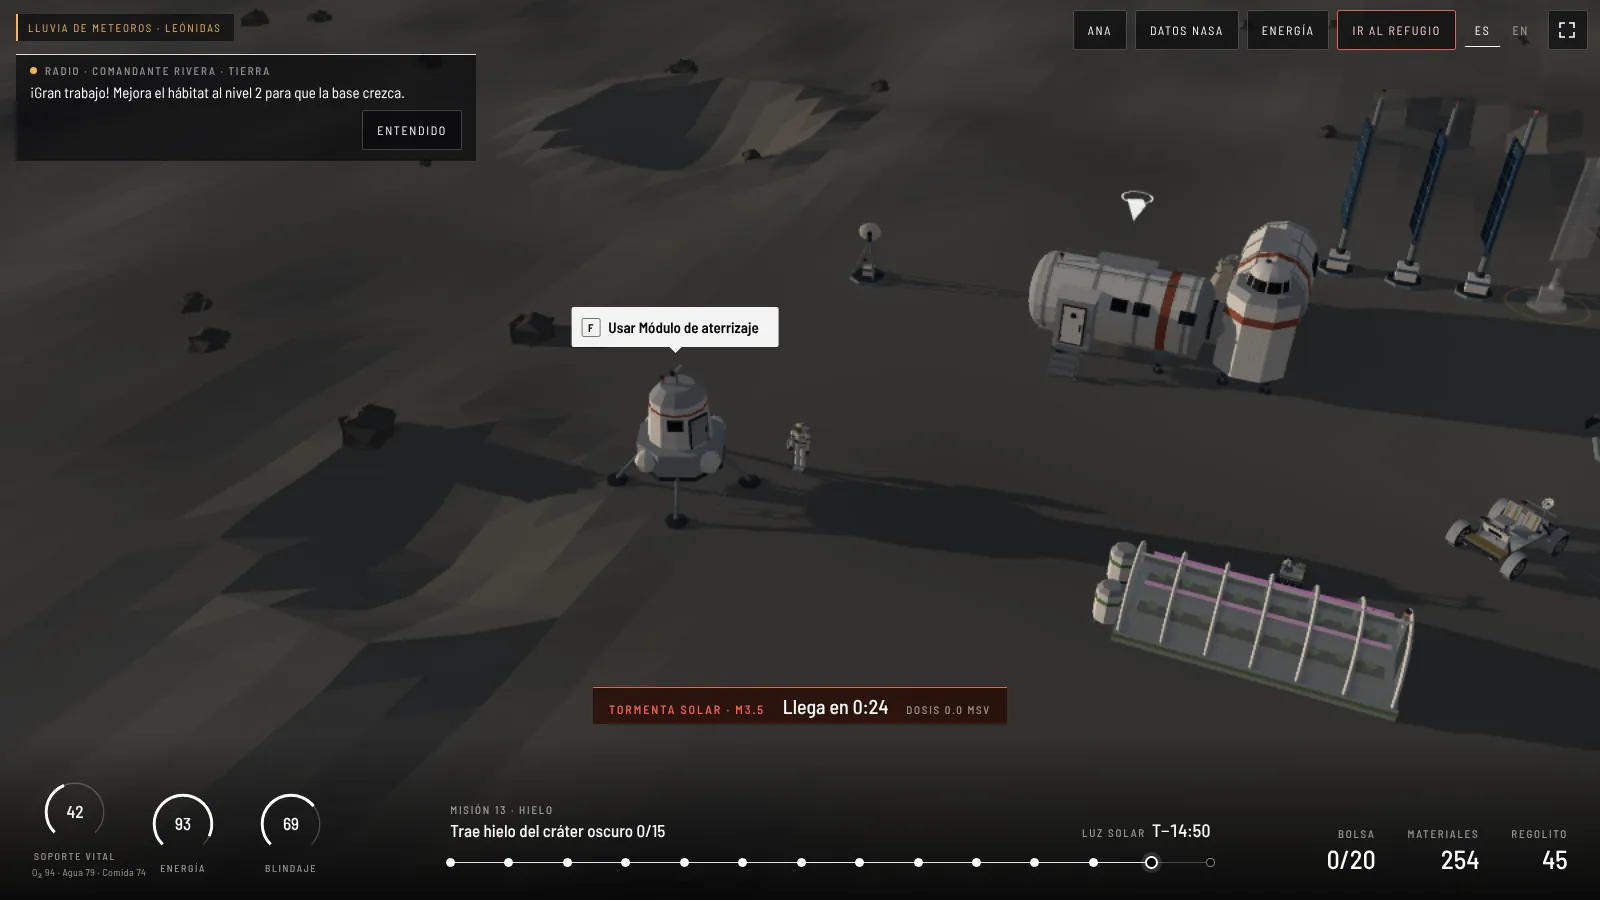 LLUVIA DE METEOROS · LEÓNIDAS
RADIO · COMANDANTE RIVERA · TIERRA
¡Gran trabajo! Mejora el hábitat al nivel 2 para que la base crezca.
ENTENDIDO
ANA
DATOS NASA
ENERGÍA
IR AL REFUGIO
ES
EN
F Usar Módulo de aterrizaje
TORMENTA SOLAR · M3.5 Llega en 0:24 DOSIS 0.0 MSV
42
SOPORTE VITAL
O₂ 94 · Agua 79 · Comida 74
93
ENERGÍA
69
BLINDAJE
MISIÓN 13 · HIELO
Trae hielo del cráter oscuro 0/15
LUZ SOLAR T−14:50
BOLSA
0/20
MATERIALES
254
REGOLITO
45